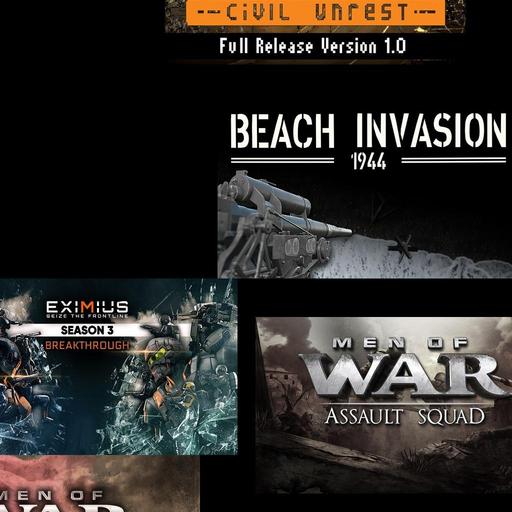 CIVIL UNREST
Full Release Version 1.0
BEACH INVASION
1944
EXIMIUS
SEIZE THE FRONTLINE
SEASON 3
BREAKTHROUGH
MEN OF
WAR
ASSAULT SQUAD
MEN OF
WAR